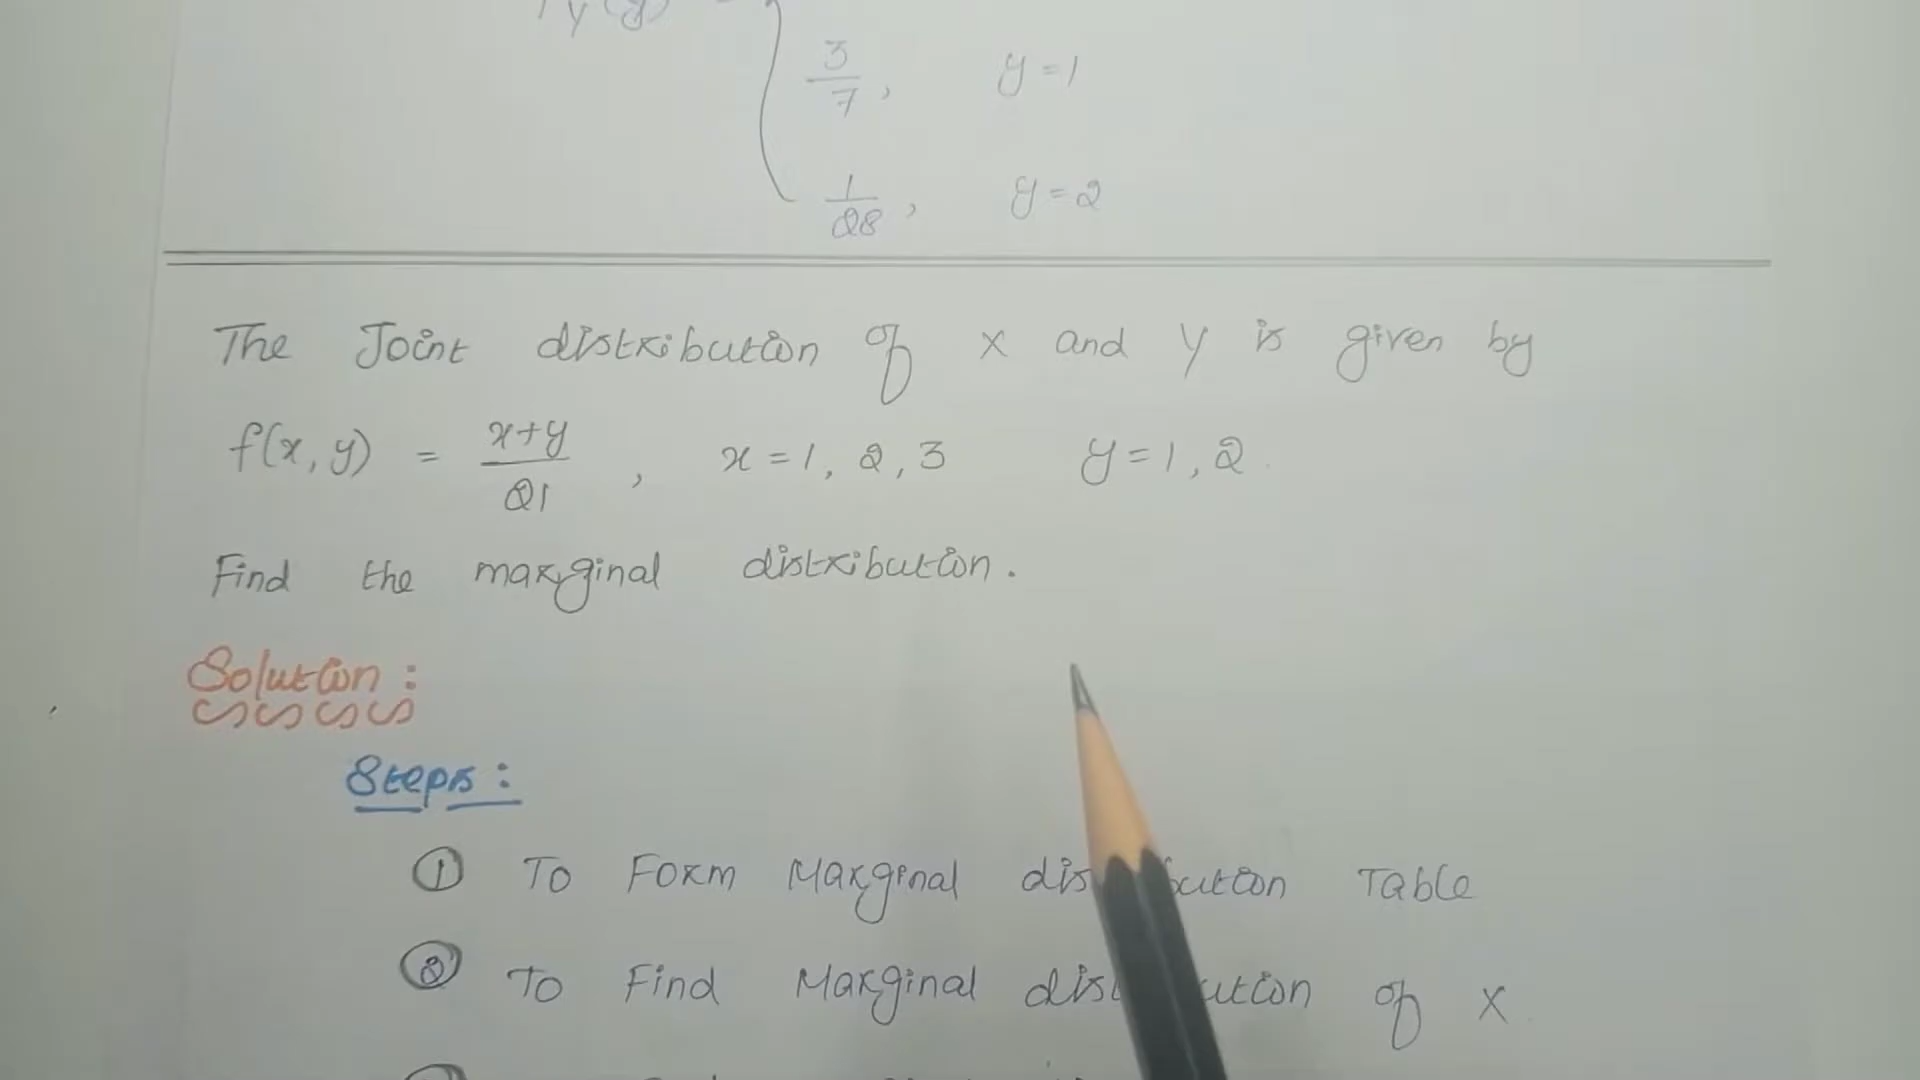 3/7, y = 1
1/28, y = 2
The Joint distribution of X and Y is given by
f(x, y) = x+y/21, x = 1, 2, 3 y = 1, 2.
Find the marginal distribution.
Solution :
Steps :
① To Form Marginal dis bution Table
② To Find Marginal dis ution of X